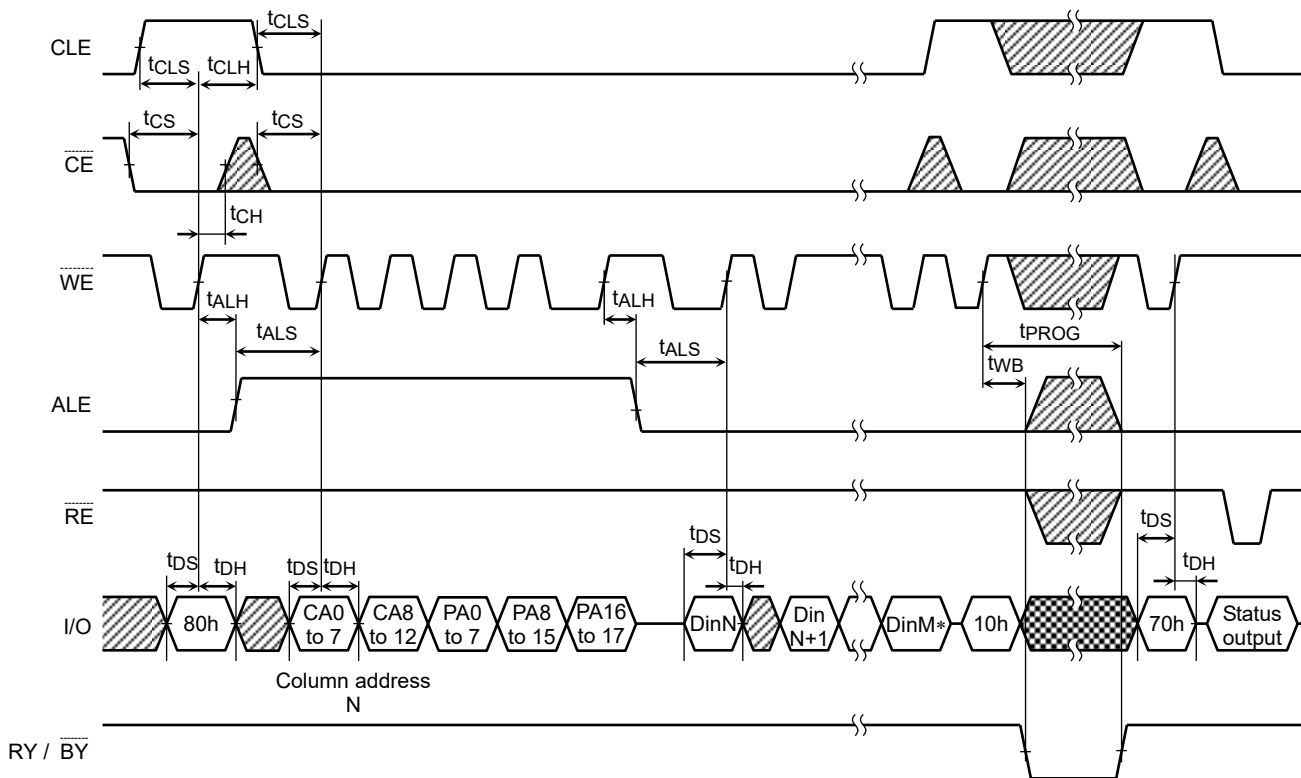 tCLS
CLE
tCLS tCLH
tCS tCS
CE
tCH
WE
tALH tALH
tALS tALS tPROG
tWB
ALE
RE
tDS tDH tDS tDH tDS tDH tDS tDH
I/O 80h CA0 to 7 CA8 to 12 PA0 to 7 PA8 to 15 PA16 to 17 DinN Din N+1 DinM* 10h 70h Status output
Column address
N
RY / BY